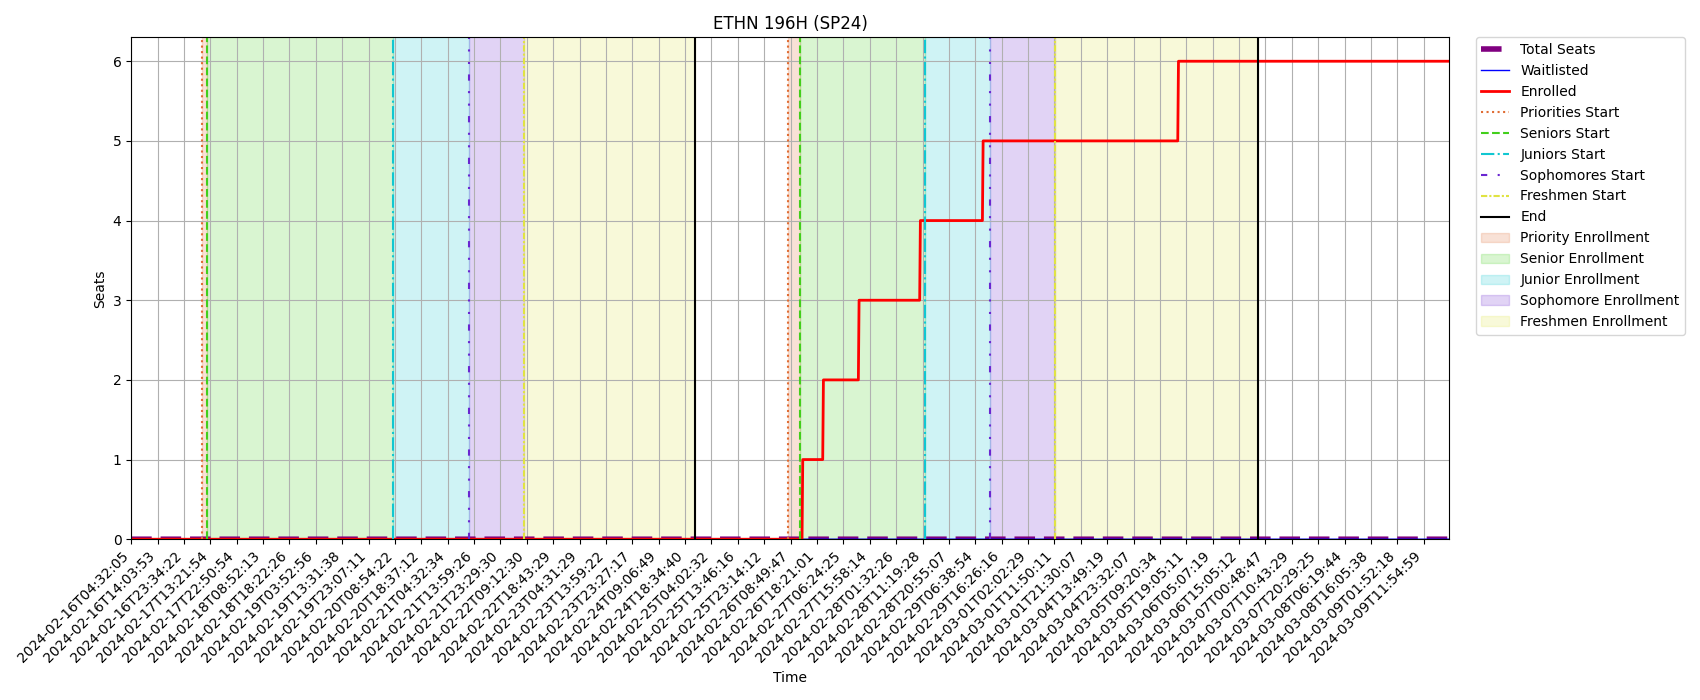 ETHN 196H (SP24)
Seats
6
5
4
3
2
1
0
2024-02-16T04:32:05
2024-02-16T14:03:53
2024-02-16T23:34:22
2024-02-17T13:21:54
2024-02-17T22:50:54
2024-02-18T08:52:13
2024-02-18T18:22:26
2024-02-19T03:52:56
2024-02-19T13:31:38
2024-02-19T23:07:11
2024-02-20T08:54:22
2024-02-20T18:37:12
2024-02-21T04:32:34
2024-02-21T13:59:26
2024-02-21T23:29:30
2024-02-22T09:12:30
2024-02-22T18:43:29
2024-02-23T04:31:29
2024-02-23T13:59:22
2024-02-23T23:27:17
2024-02-24T09:06:49
2024-02-24T18:34:40
2024-02-25T04:02:32
2024-02-25T13:46:16
2024-02-25T23:14:12
2024-02-26T08:49:47
2024-02-26T18:21:01
2024-02-27T06:24:25
2024-02-27T15:58:14
2024-02-28T01:32:26
2024-02-28T11:19:28
2024-02-28T20:55:07
2024-02-29T06:38:54
2024-02-29T16:26:16
2024-03-01T02:02:29
2024-03-01T11:50:11
2024-03-01T21:30:07
2024-03-04T13:49:19
2024-03-04T23:32:07
2024-03-05T09:20:34
2024-03-05T19:05:11
2024-03-06T05:07:19
2024-03-06T15:05:12
2024-03-07T00:48:47
2024-03-07T10:43:29
2024-03-07T20:29:25
2024-03-08T06:19:44
2024-03-08T16:05:38
2024-03-09T01:52:18
2024-03-09T11:54:59
Time
Total Seats
Waitlisted
Enrolled
Priorities Start
Seniors Start
Juniors Start
Sophomores Start
Freshmen Start
End
Priority Enrollment
Senior Enrollment
Junior Enrollment
Sophomore Enrollment
Freshmen Enrollment